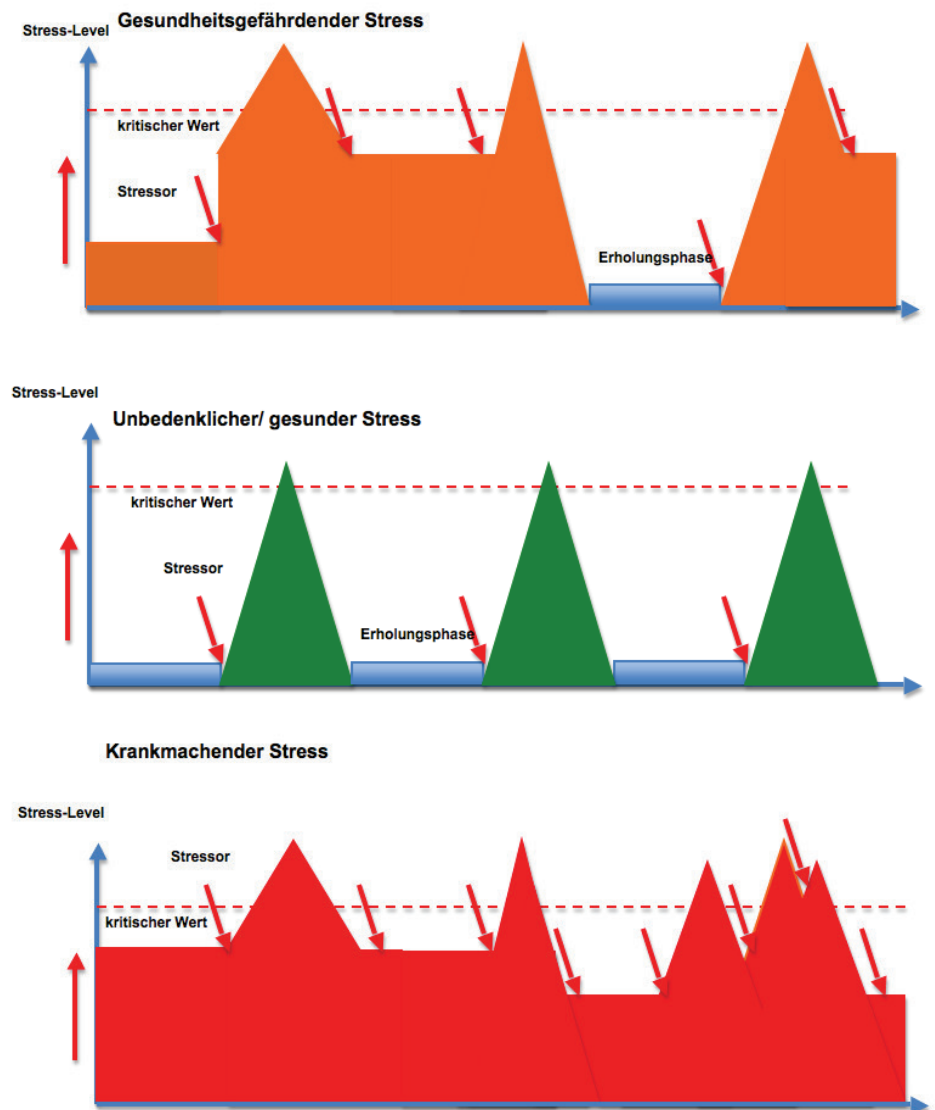 Gesundheitsgefährdender Stress
Stress-Level
kritischer Wert
Stressor
Erholungsphase
Stress-Level
Unbedenklicher/ gesunder Stress
kritischer Wert
Stressor
Erholungsphase
Krankmachender Stress
Stress-Level
Stressor
kritischer Wert